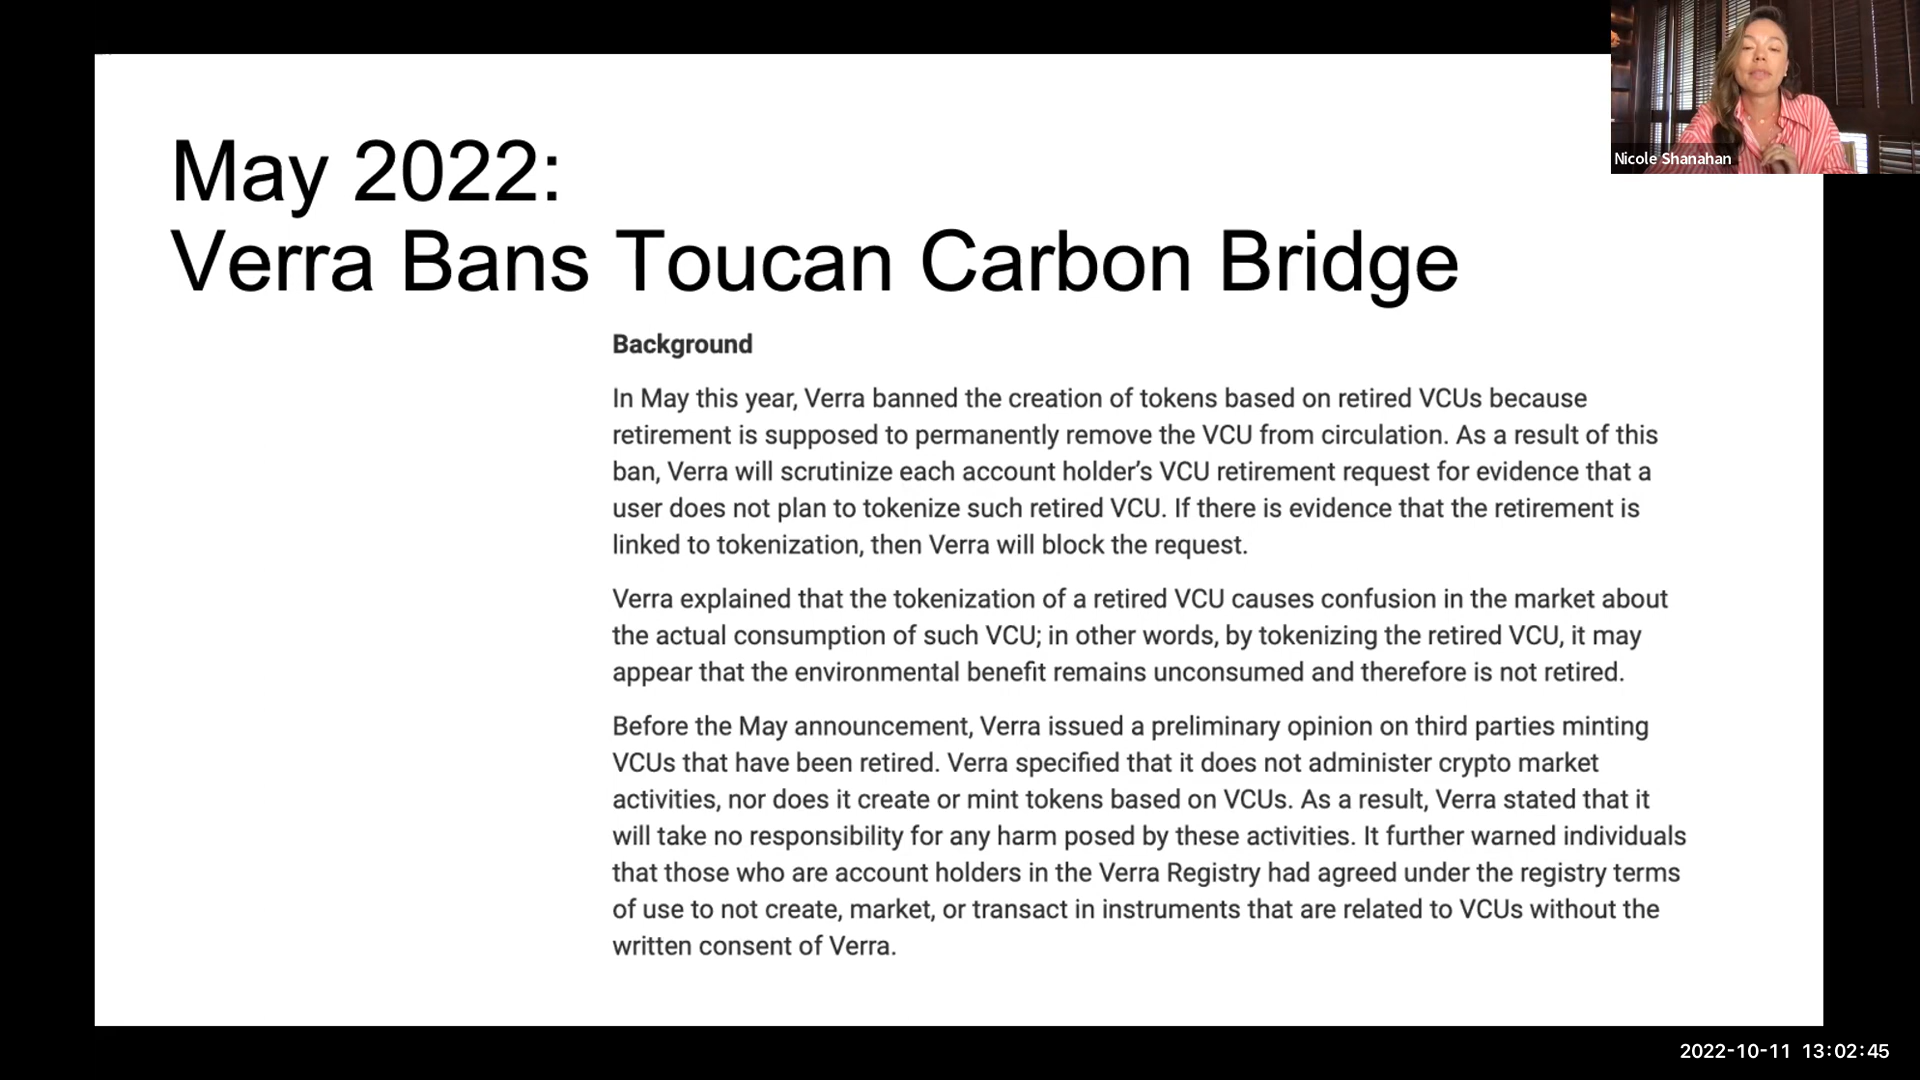 May 2022:
Verra Bans Toucan Carbon Bridge
Nicole Shanahan
Background
In May this year, Verra banned the creation of tokens based on retired VCUs because
retirement is supposed to permanently remove the VCU from circulation. As a result of this
ban, Verra will scrutinize each account holder’s VCU retirement request for evidence that a
user does not plan to tokenize such retired VCU. If there is evidence that the retirement is
linked to tokenization, then Verra will block the request.
Verra explained that the tokenization of a retired VCU causes confusion in the market about
the actual consumption of such VCU; in other words, by tokenizing the retired VCU, it may
appear that the environmental benefit remains unconsumed and therefore is not retired.
Before the May announcement, Verra issued a preliminary opinion on third parties minting
VCUs that have been retired. Verra specified that it does not administer crypto market
activities, nor does it create or mint tokens based on VCUs. As a result, Verra stated that it
will take no responsibility for any harm posed by these activities. It further warned individuals
that those who are account holders in the Verra Registry had agreed under the registry terms
of use to not create, market, or transact in instruments that are related to VCUs without the
written consent of Verra.
2022-10-11 13:02:45